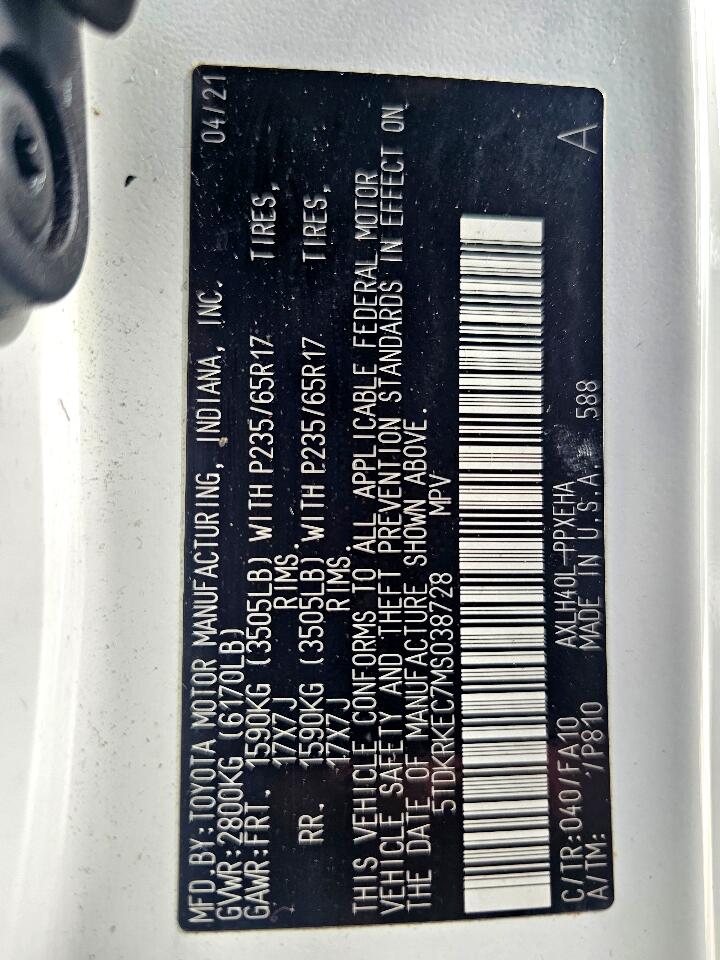 MFD.BY:TOYOTA MOTOR MANUFACTURING, INDIANA, INC. 04/21
GVWR:2800KG (6170LB)
GAWR:FRT. 1590KG (3505LB) WITH P235/65R17 TIRES,
17X7J RIMS.
RR. 1590KG (3505LB) WITH P235/65R17 TIRES,
17X7J RIMS.
THIS VEHICLE CONFORMS TO ALL APPLICABLE FEDERAL MOTOR
VEHICLE SAFETY AND THEFT PREVENTION STANDARDS IN EFFECT ON
THE DATE OF MANUFACTURE SHOWN ABOVE.
5TDKRKEC7MS038728 MPV
C/TR:040/FA10 AXLH40L-PPXEHA
A/TM: /P810 MADE IN U.S.A. 588 A